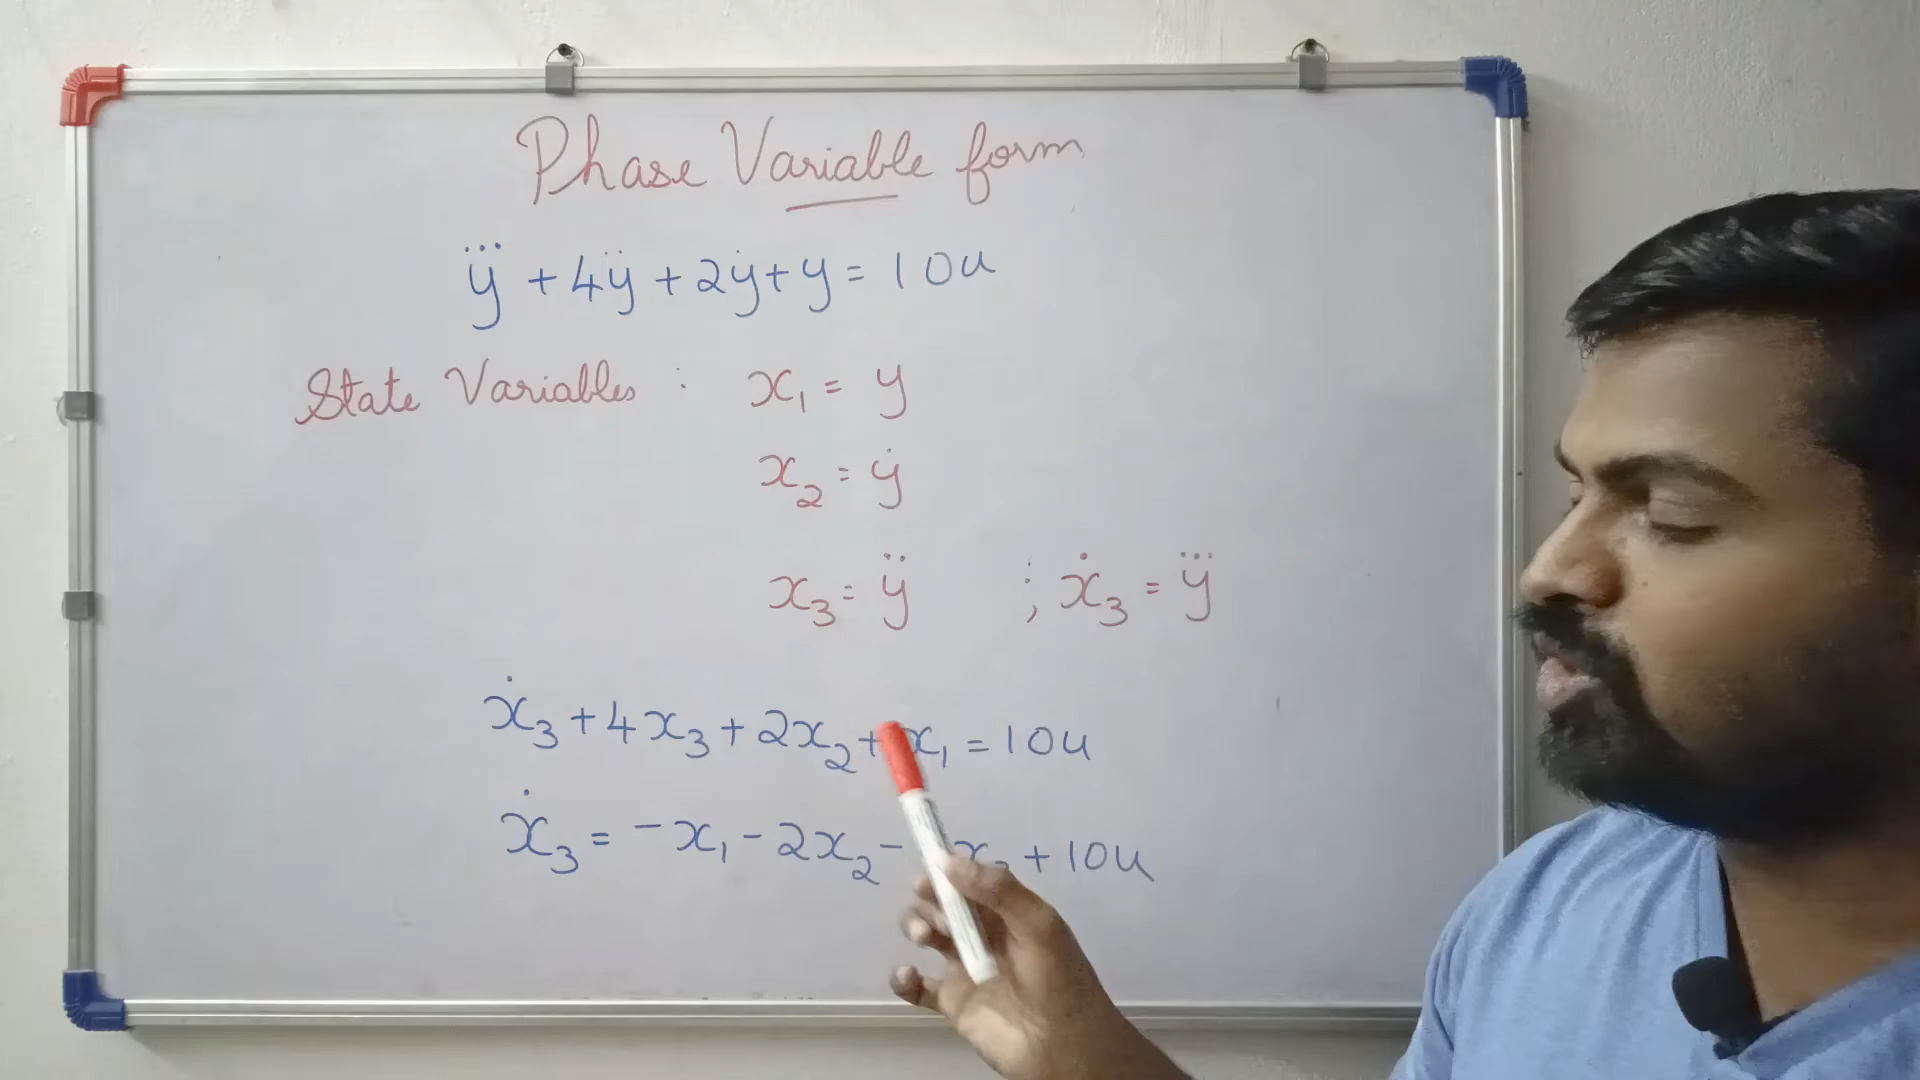 Phase Variable form
y⃛ + 4ÿ + 2ẏ + y = 10u
State Variables : x₁ = y
x₂ = ẏ
x₃ = ÿ ; ẋ₃ = y⃛
ẋ₃ + 4x₃ + 2x₂ + x₁ = 10u
ẋ₃ = -x₁ - 2x₂ - x₃ + 10u